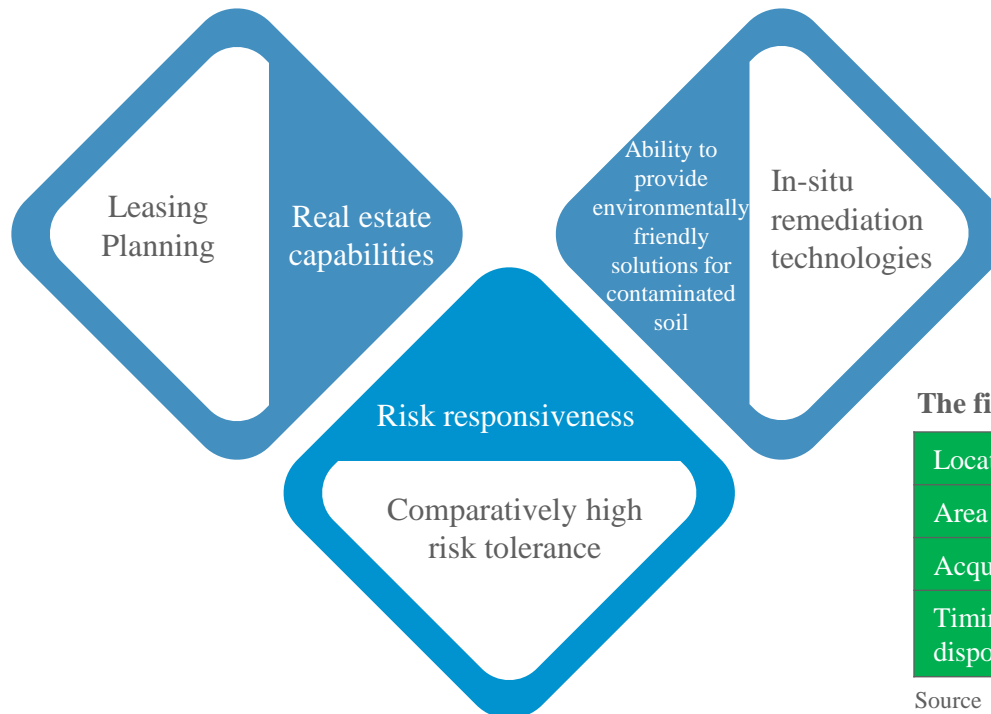 Leasing
Planning
Real estate
capabilities
Ability to
provide
environmentally
friendly
solutions for
contaminated
soil
In-situ
remediation
technologies
Risk responsiveness
Comparatively high
risk tolerance
The fi
Locat
Area
Acqu
Timin
dispo
Source